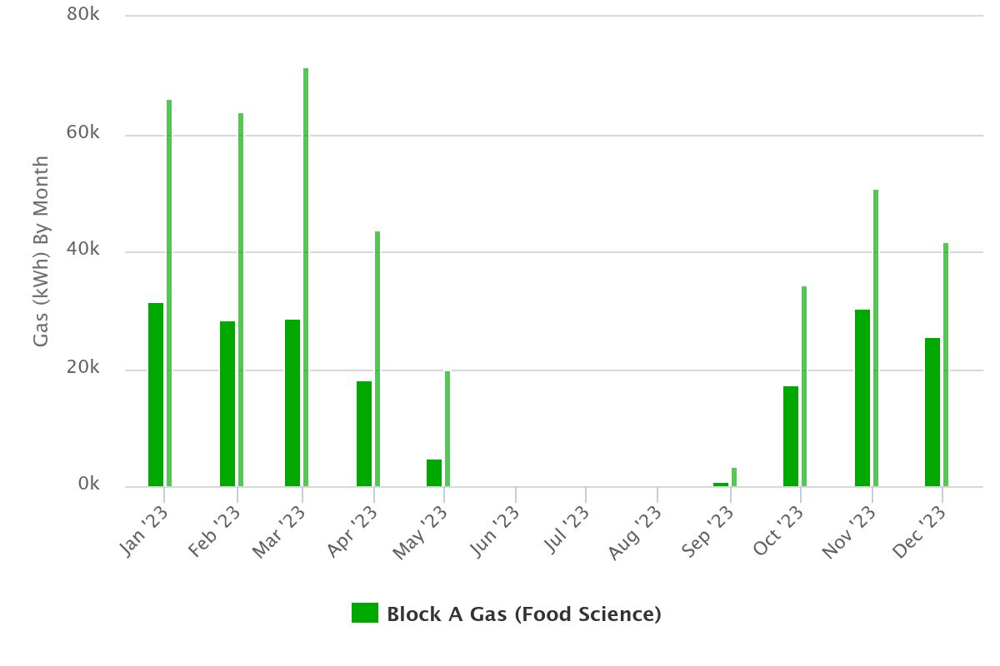 80k
60k
40k
20k
0k
Gas (kWh) By Month
Jan '23
Feb '23
Mar '23
Apr '23
May '23
Jun '23
Jul '23
Aug '23
Sep '23
Oct '23
Nov '23
Dec '23
Block A Gas (Food Science)